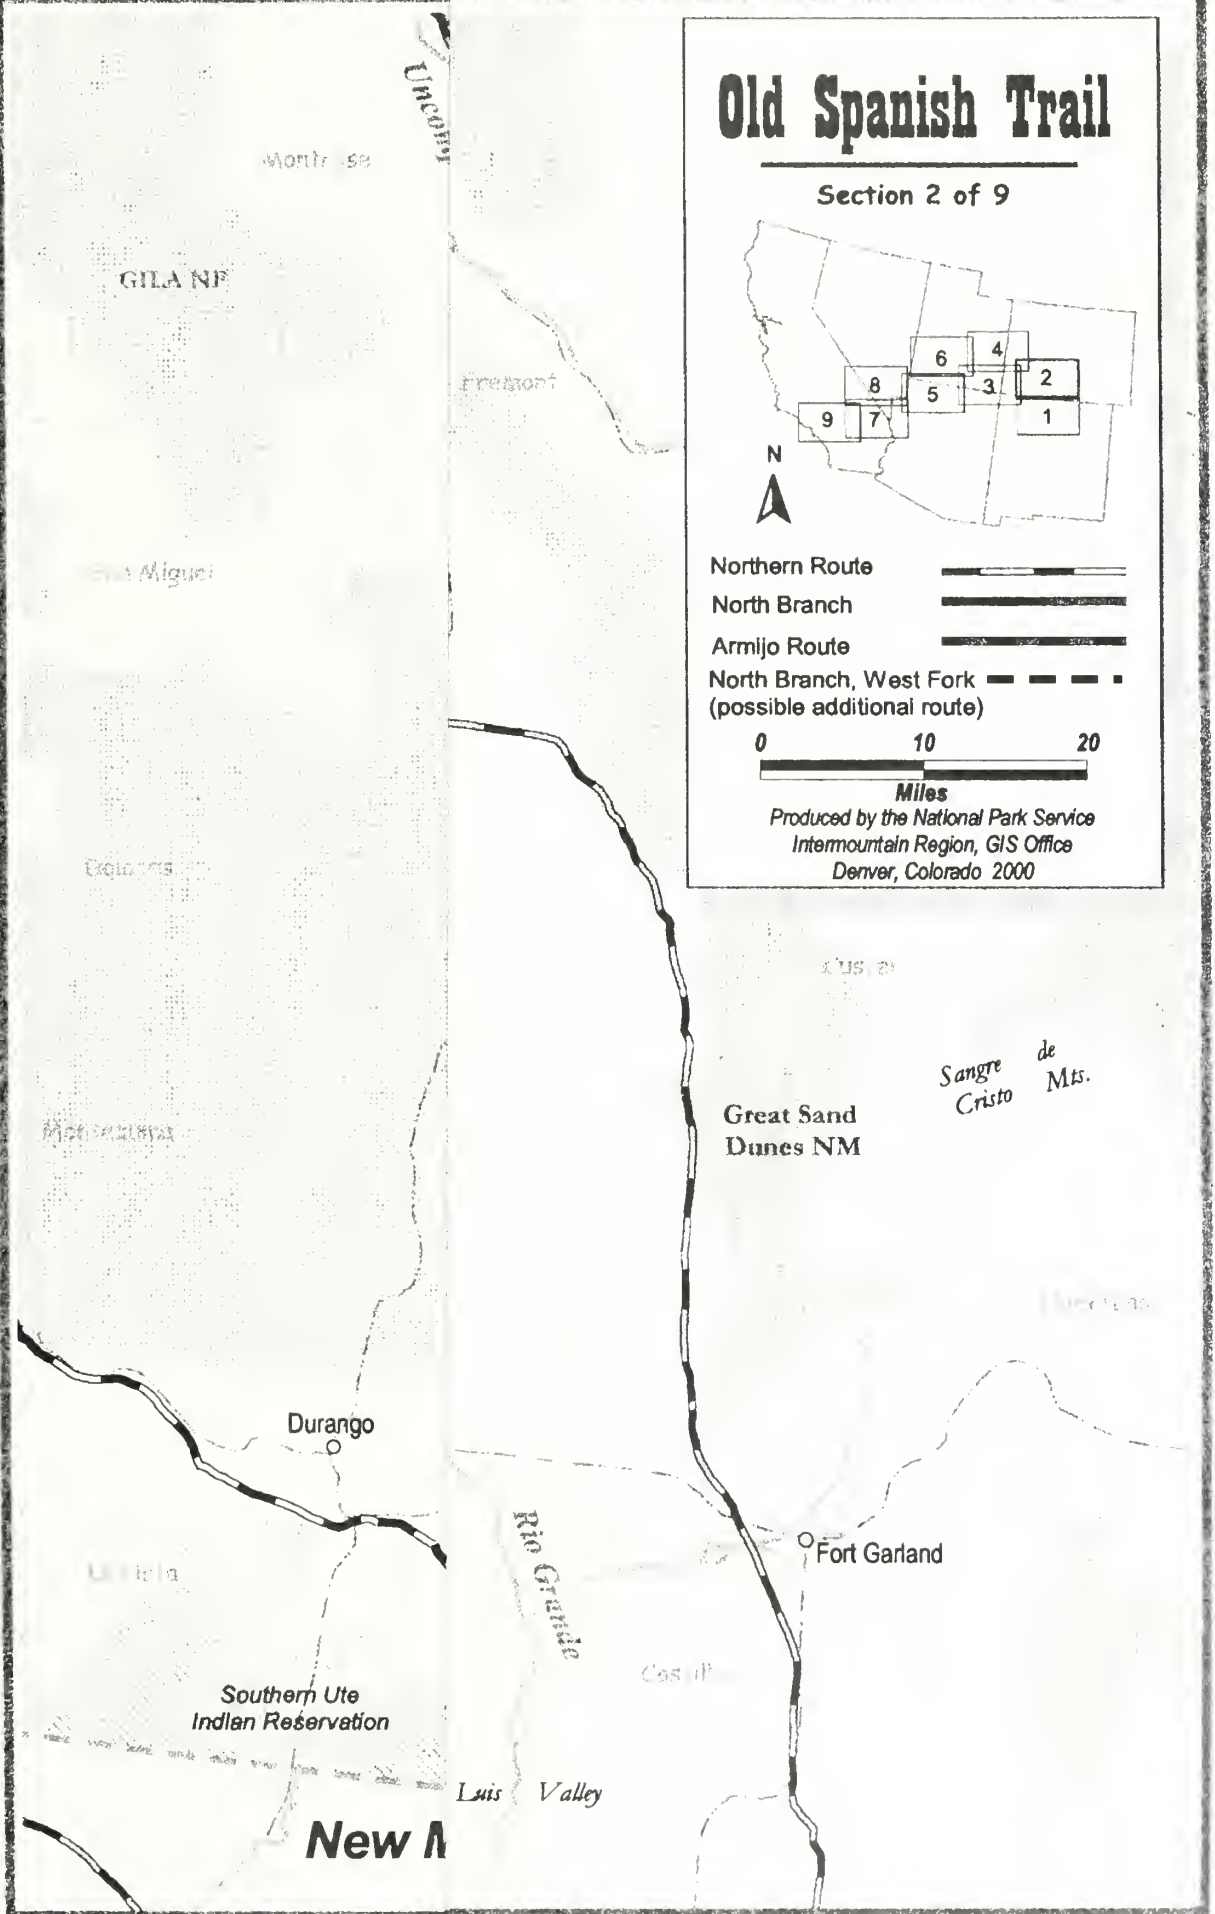 Old Spanish Trail
Section 2 of 9
6
4
8
5
3
2
9
7
1
N
Northern Route
North Branch
Armijo Route
North Branch, West Fork
(possible additional route)
0 10 20
Miles
Produced by the National Park Service
Intermountain Region, GIS Office
Denver, Colorado 2000
GILA NF
Fremont
Miguel
Great Sand
Dunes NM
Sangre de
Cristo Mts.
Durango
Rio Grande
Fort Garland
Southern Ute
Indian Reservation
Luis Valley
New M